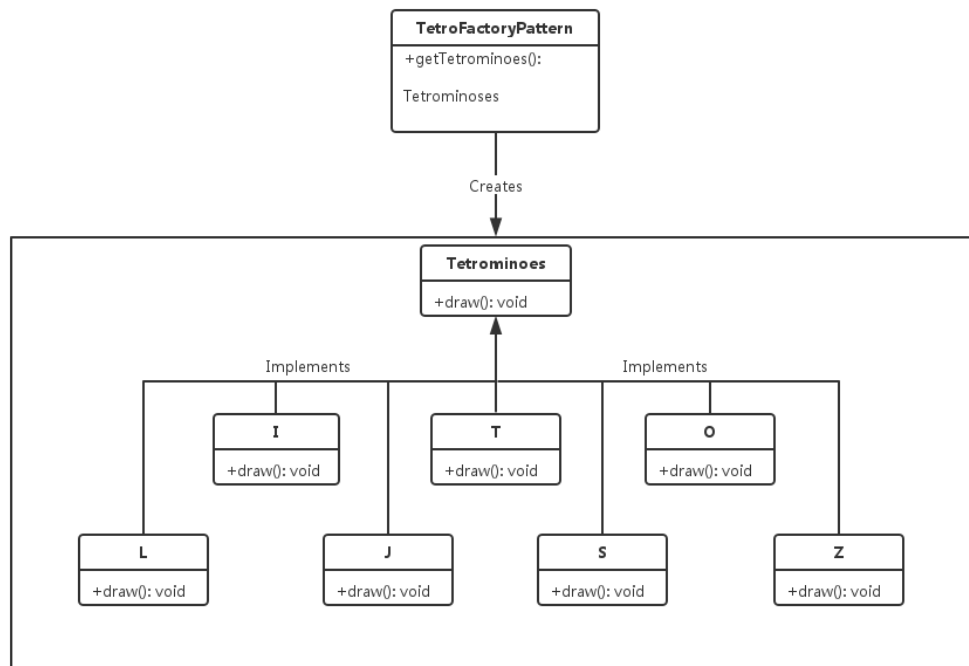 TetroFactoryPattern
+getTetrominoes():
Tetrominoses
Creates
Tetrominoes
+draw(): void
Implements
Implements
I
+draw(): void
T
+draw(): void
O
+draw(): void
L
+draw(): void
J
+draw(): void
S
+draw(): void
Z
+draw(): void